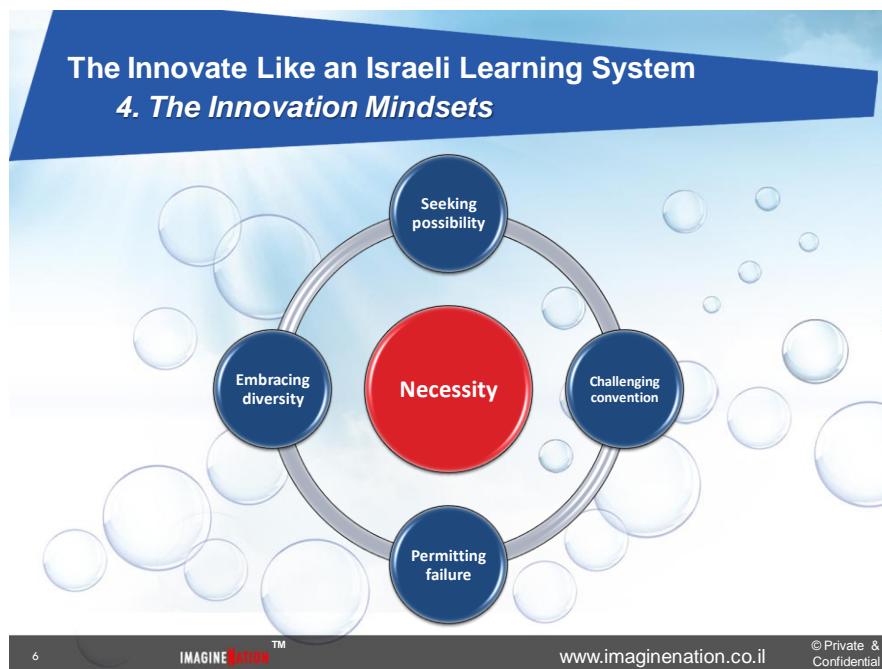 The Innovate Like an Israeli Learning System
4. The Innovation Mindsets
Seeking
possibility
Embracing
diversity
Necessity
Challenging
convention
Permitting
failure
6
IMAGINENATION
TM
www.imaginenation.co.il
© Private &
Confidential